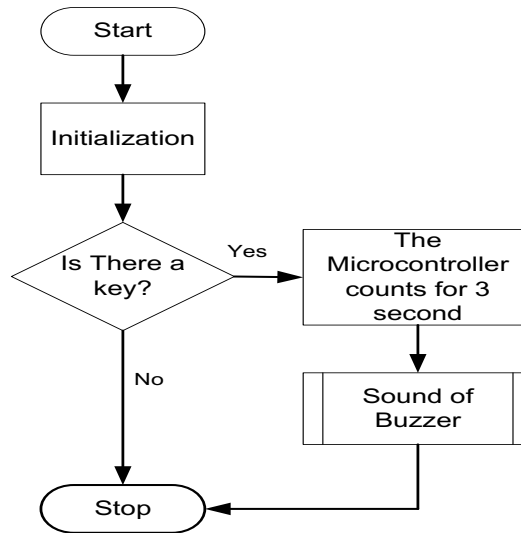 Start
Initialization
Is There a
key?
Yes
The
Microcontroller
counts for 3
second
No
Sound of
Buzzer
Stop